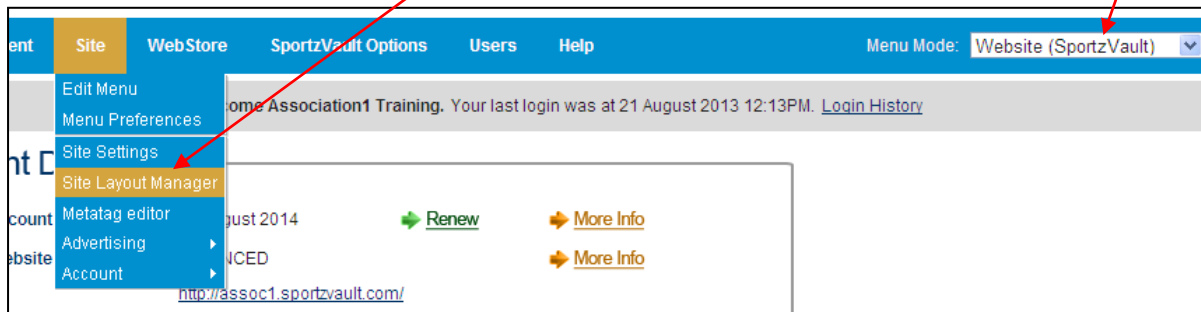 ent Site WebStore SportzVault Options Users Help Menu Mode: Website (SportzVault)
Edit Menu
come Association1 Training. Your last login was at 21 August 2013 12:13PM. Login History
Menu Preferences
Site Settings
nt D
Site Layout Manager
count Metatag editor gust 2014 Renew More Info
Advertising
ebsite NCED More Info
Account
http://assoc1.sportzvault.com/